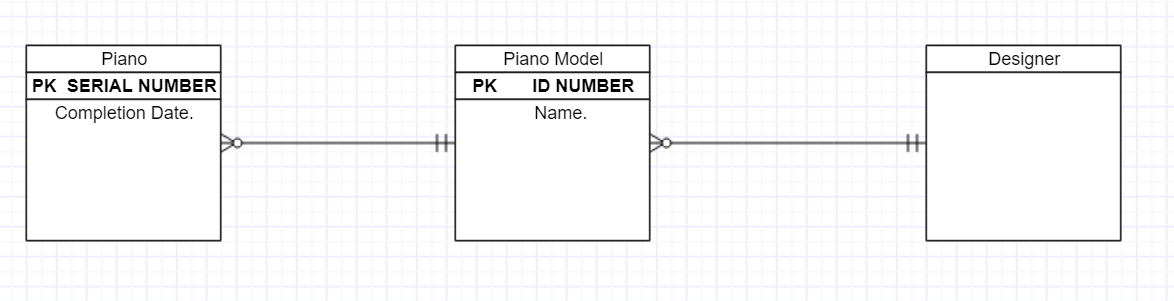 Piano
PK SERIAL NUMBER
Completion Date.
Piano Model
PK ID NUMBER
Name.
Designer